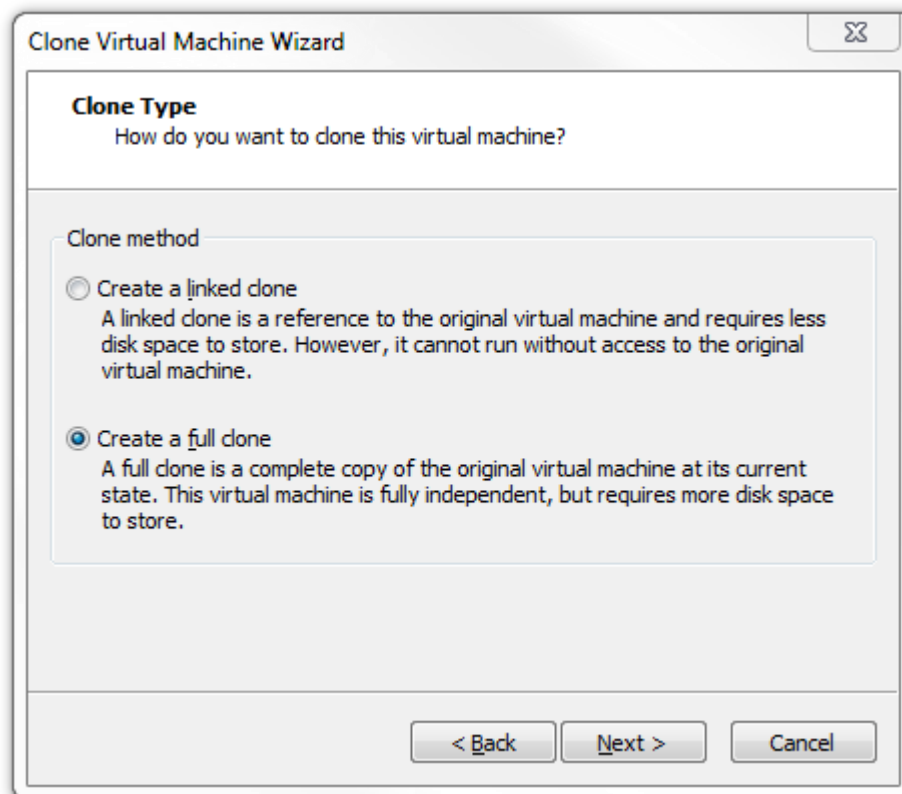 Clone Virtual Machine Wizard
Clone Type
How do you want to clone this virtual machine?
Clone method
Create a linked clone
A linked clone is a reference to the original virtual machine and requires less
disk space to store. However, it cannot run without access to the original
virtual machine.
Create a full clone
A full clone is a complete copy of the original virtual machine at its current
state. This virtual machine is fully independent, but requires more disk space
to store.
< Back Next > Cancel